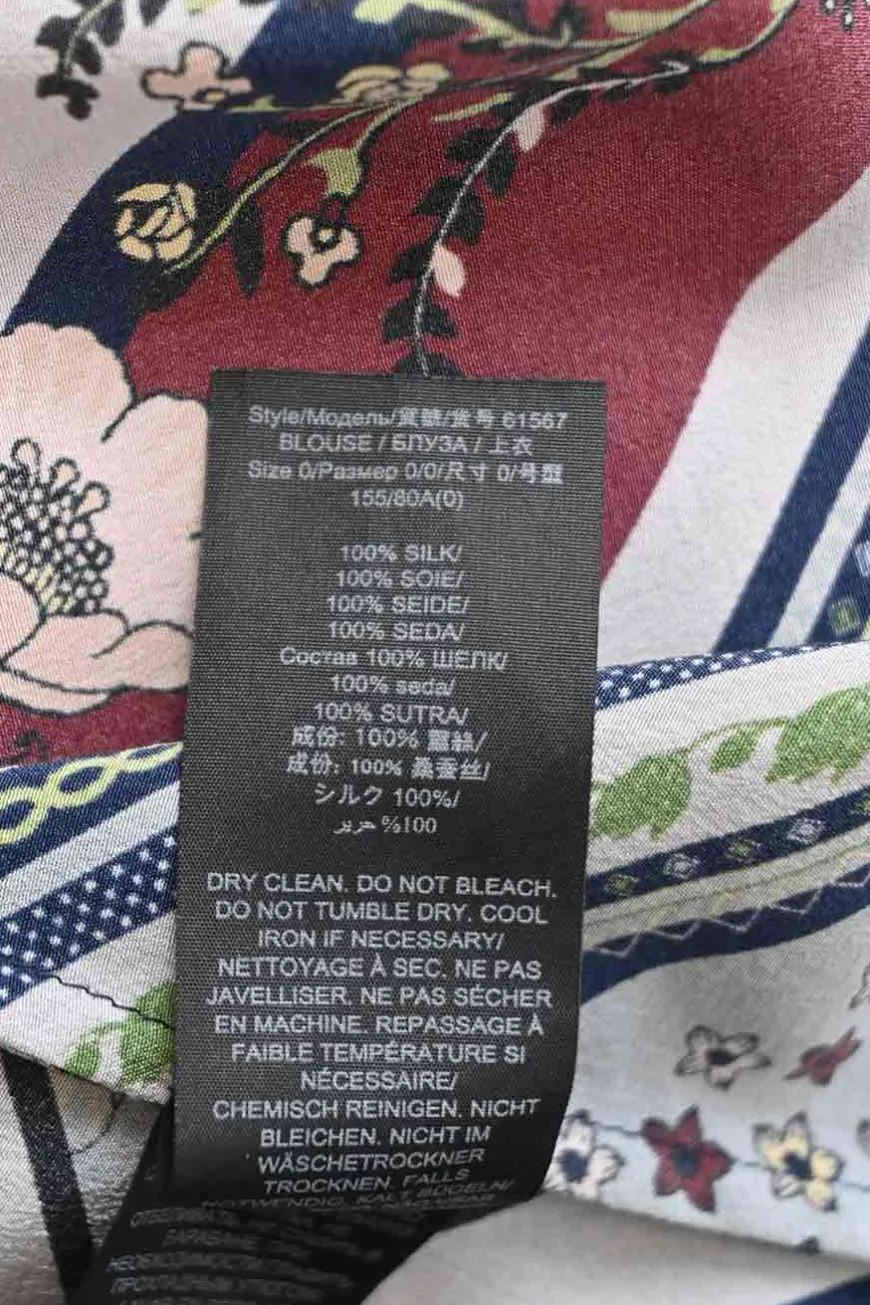 Style/Модель/貨號/货号 61567
BLOUSE / БЛУЗА / 上衣
Size 0/Размер 0/0/尺寸 0/号型
155/80A(0)
100% SILK/
100% SOIE/
100% SEIDE/
100% SEDA/
Состав 100% ШЕЛК/
100% seda/
100% SUTRA/
成份: 100% 蠶絲/
成份: 100% 桑蚕丝/
シルク 100%/
100% حرير
DRY CLEAN. DO NOT BLEACH.
DO NOT TUMBLE DRY. COOL
IRON IF NECESSARY/
NETTOYAGE À SEC. NE PAS
JAVELLISER. NE PAS SÉCHER
EN MACHINE. REPASSAGE À
FAIBLE TEMPÉRATURE SI
NÉCESSAIRE/
CHEMISCH REINIGEN. NICHT
BLEICHEN. NICHT IM
WÄSCHETROCKNER
TROCKNEN. FALLS
NOTWENDIG, KALT BÜGELN/